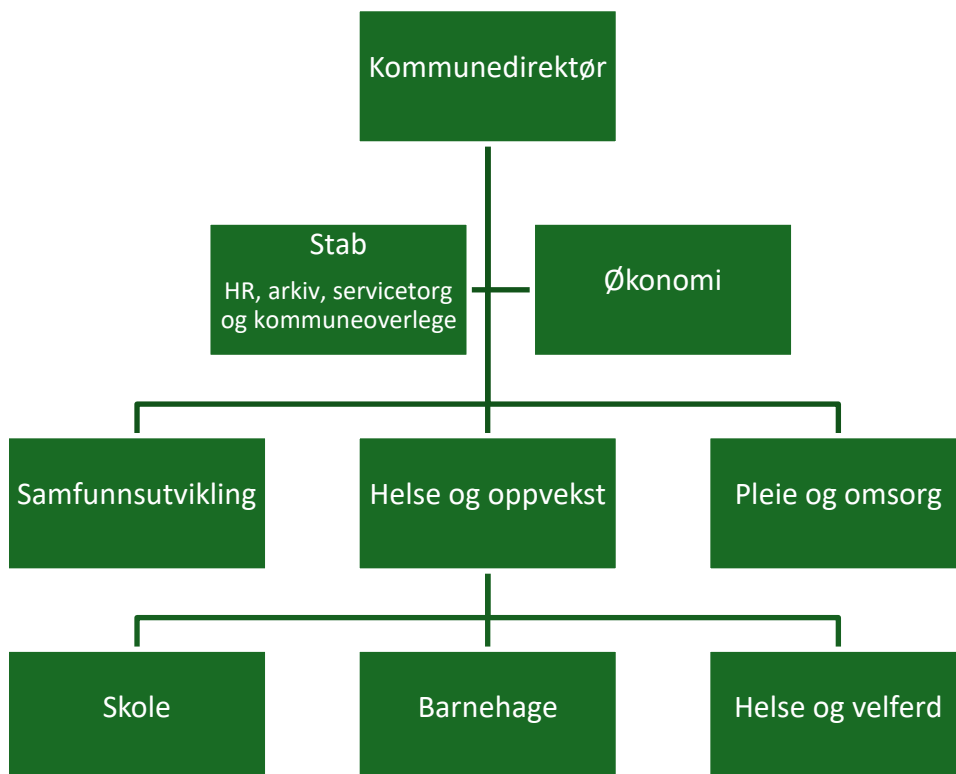 Kommunedirektør
Stab
HR, arkiv, servicetorg
og kommuneoverlege
Økonomi
Samfunnsutvikling
Helse og oppvekst
Pleie og omsorg
Skole
Barnehage
Helse og velferd